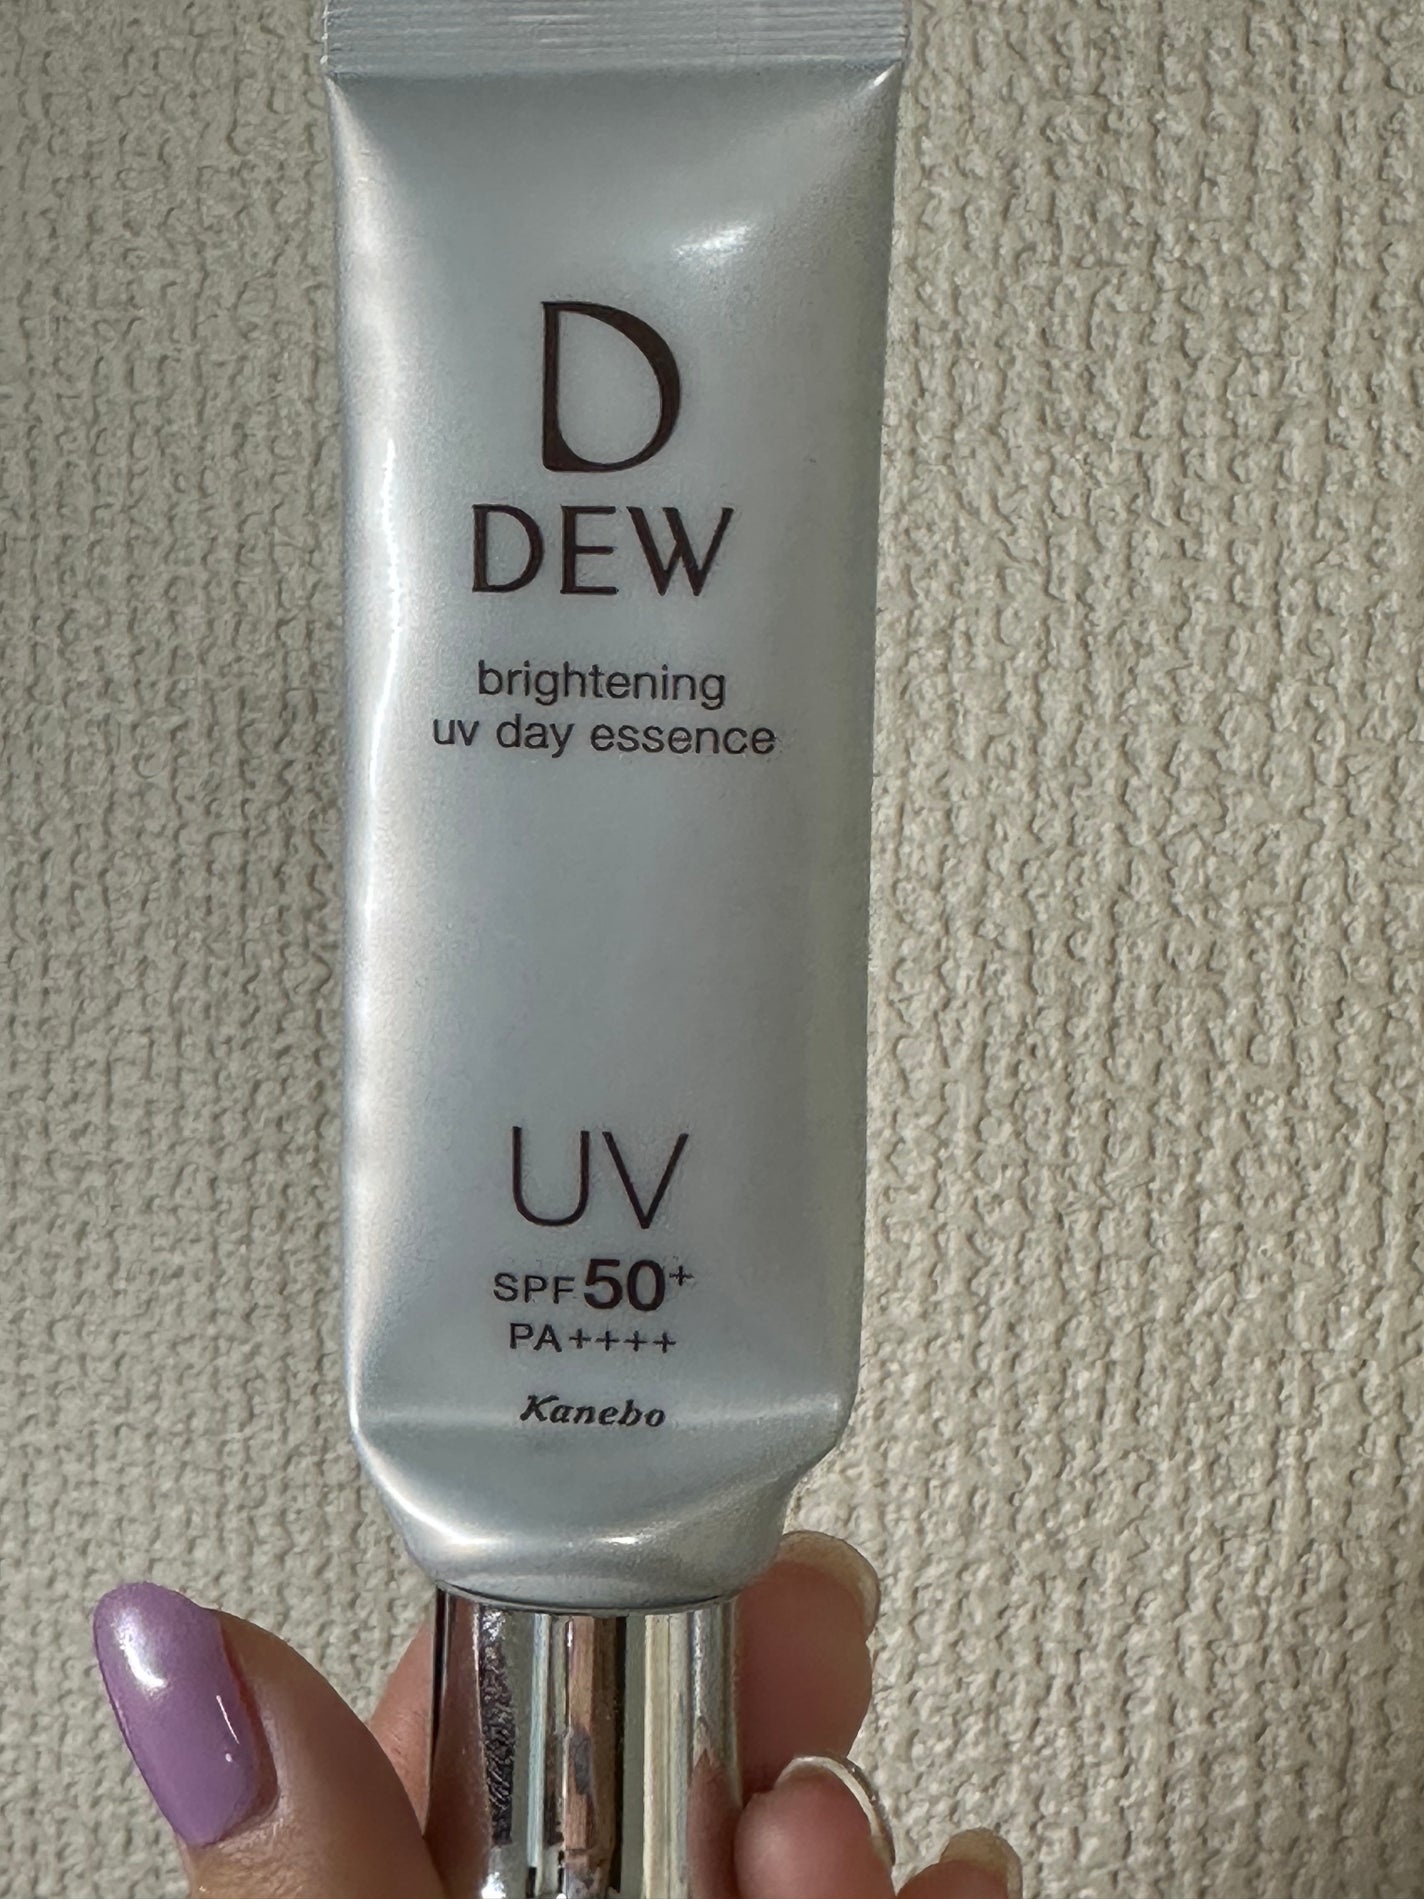 D
DEW
brightening
uv day essence
UV
SPF50+
PA++++
Kanebo